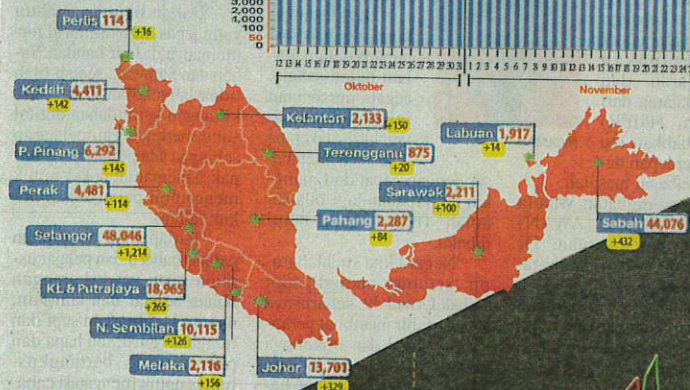 3,000
2,000
1,000
100
50
0
12 13 14 15 16 17 18 19 20 21 22 23 24 25 26 27 28 29 30 31 1 2 3 4 5 6 7 8 9 10 11 12 13 14 15 16 17 18 19 20 21 22 23 24
Oktober November
Perlis 114
+16
Kedah 4,411
+142
Kelantan 2,133
+150
Labuan 1,917
+14
P. Pinang 6,292
+145
Terengganu 875
+20
Perak 4,481
+114
Sarawak 2,211
+100
Pahang 2,287
+84
Sabah 44,076
+432
Selangor 48,046
+1,214
KL & Putrajaya 18,965
+265
N. Sembilan 10,115
+126
Melaka 2,116
+156
Johor 13,701
+329